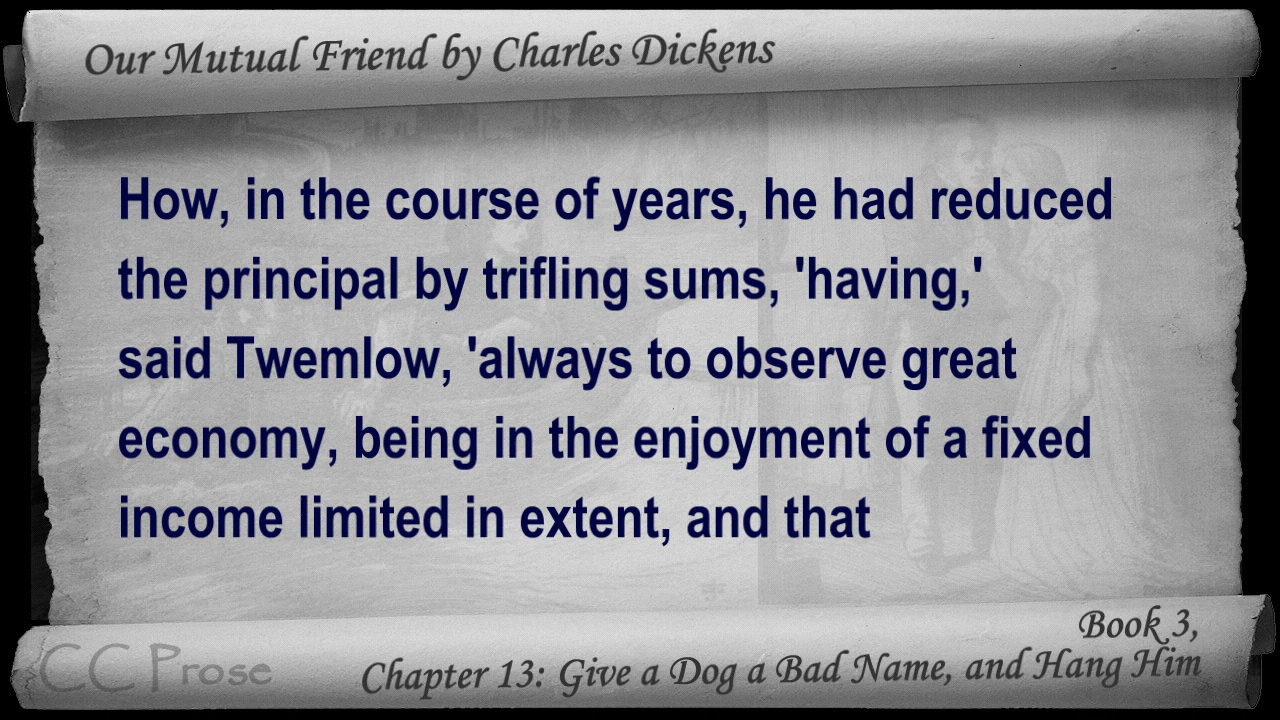 Our Mutual Friend by Charles Dickens
How, in the course of years, he had reduced
the principal by trifling sums, 'having,'
said Twemlow, 'always to observe great
economy, being in the enjoyment of a fixed
income limited in extent, and that
Book 3,
CC Prose
Chapter 13: Give a Dog a Bad Name, and Hang Him